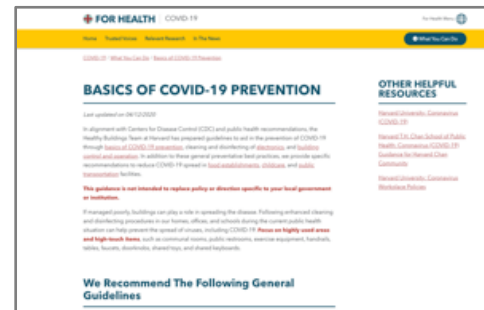 FOR HEALTH COVID-19
For Health Menu
Home Trusted Voices Relevant Research In The News
What You Can Do
COVID-19 / What You Can Do / Basics of COVID-19 Prevention
BASICS OF COVID-19 PREVENTION
Last updated on 04/12/2020
In alignment with Centers for Disease Control (CDC) and public health recommendations, the
Healthy Buildings Team at Harvard has prepared guidelines to aid in the prevention of COVID-19
through basics of COVID-19 prevention, cleaning and disinfecting of electronics, and building
control and operation. In addition to these general preventative best practices, we provide specific
recommendations to reduce COVID-19 spread in food establishments, childcare, and public
transportation facilities.
This guidance is not intended to replace policy or direction specific to your local government
or institution.
If managed poorly, buildings can play a role in spreading the disease. Following enhanced cleaning
and disinfecting procedures in our homes, offices, and schools during the current public health
situation can help prevent the spread of viruses, including COVID-19. Focus on highly used areas
and high-touch items, such as communal rooms, public restrooms, exercise equipment, handrails,
tables, faucets, doorknobs, shared toys, and shared keyboards.
We Recommend The Following General
Guidelines
OTHER HELPFUL
RESOURCES
Harvard University: Coronavirus
(COVID-19)
Harvard T.H. Chan School of Public
Health: Coronavirus (COVID-19)
Guidance for Harvard Chan
Community
Harvard University: Coronavirus
Workplace Policies